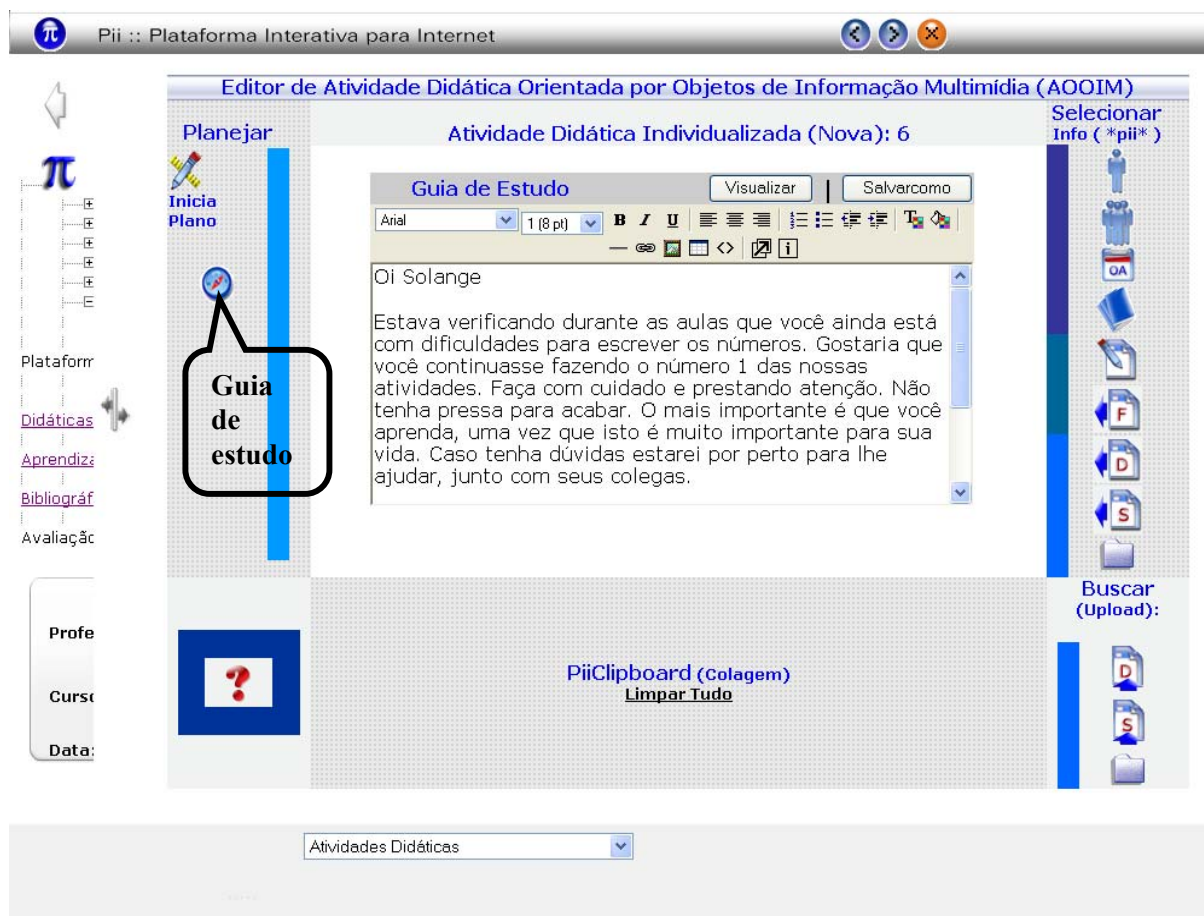 π Pii :: Plataforma Interativa para Internet
Editor de Atividade Didática Orientada por Objetos de Informação Multimídia (AOOIM)
Planejar
Atividade Didática Individualizada (Nova): 6
Selecionar
Info ( *pii* )
π
Inicia
Plano
Guia de Estudo
Visualizar | Salvarcomo
Arial 1 (8 pt) B I U
Oi Solange
Estava verificando durante as aulas que você ainda está
com dificuldades para escrever os números. Gostaria que
você continuasse fazendo o número 1 das nossas
atividades. Faça com cuidado e prestando atenção. Não
tenha pressa para acabar. O mais importante é que você
aprenda, uma vez que isto é muito importante para sua
vida. Caso tenha dúvidas estarei por perto para lhe
ajudar, junto com seus colegas.
Guia
de
estudo
Plataform
Didáticas
Aprendiza
Bibliográf
Avaliação
OA
F
D
S
Profe
Curso
Data:
?
PiiClipboard (Colagem)
Limpar Tudo
Buscar
(Upload):
D
S
Atividades Didáticas